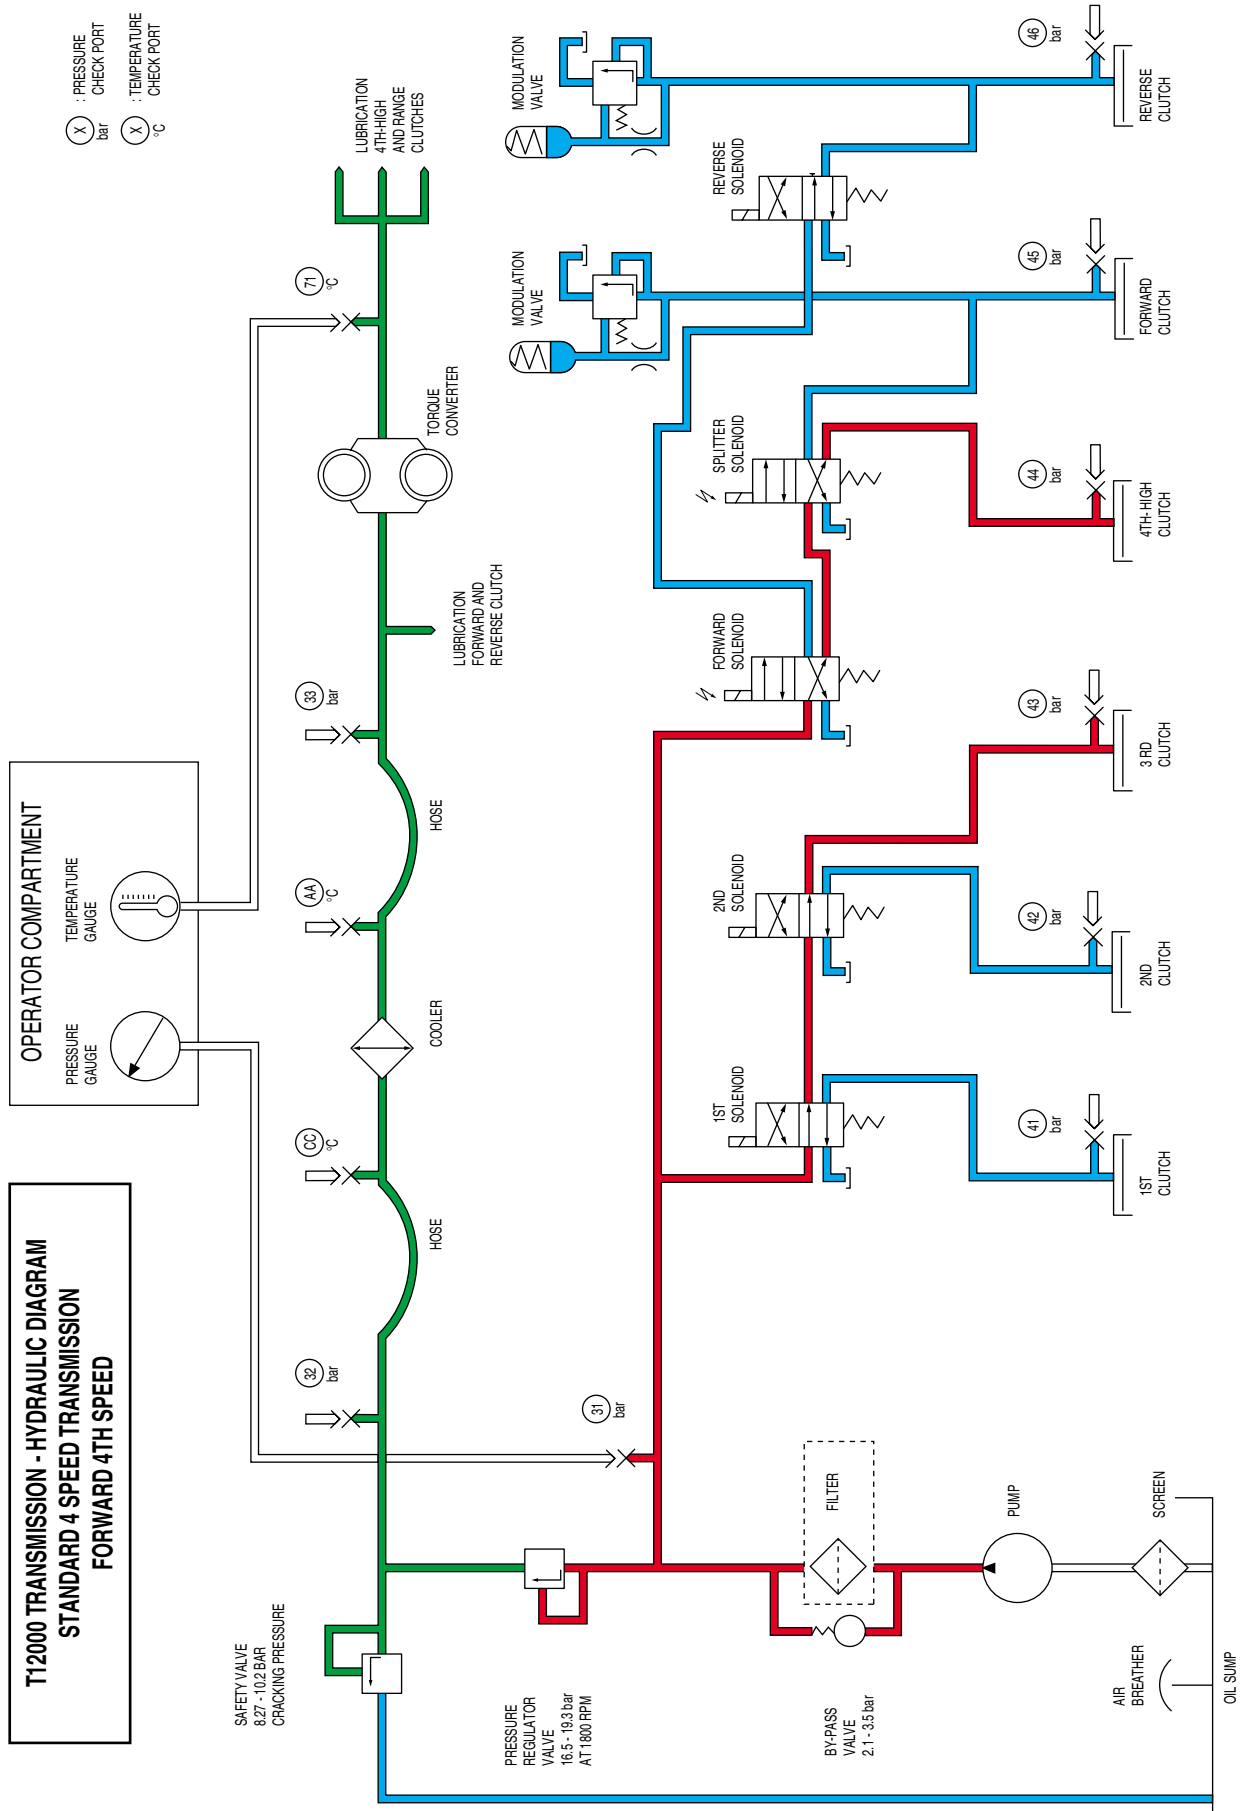 T12000 TRANSMISSION - HYDRAULIC DIAGRAM
STANDARD 4 SPEED TRANSMISSION
FORWARD 4TH SPEED
OPERATOR COMPARTMENT
PRESSURE
GAUGE
TEMPERATURE
GAUGE
X
bar
: PRESSURE
CHECK PORT
X
°C
: TEMPERATURE
CHECK PORT
SAFETY VALVE
8.27 - 10.2 BAR
CRACKING PRESSURE
32
bar
HOSE
CC
°C
COOLER
AA
°C
HOSE
33
bar
LUBRICATION
FORWARD AND
REVERSE CLUTCH
TORQUE
CONVERTER
71
°C
LUBRICATION
4TH-HIGH
AND RANGE
CLUTCHES
PRESSURE
REGULATOR
VALVE
16.5 - 19.3 bar
AT 1800 RPM
31
bar
MODULATION
VALVE
MODULATION
VALVE
1ST
SOLENOID
2ND
SOLENOID
FORWARD
SOLENOID
SPLITTER
SOLENOID
REVERSE
SOLENOID
BY-PASS
VALVE
2.1 - 3.5 bar
FILTER
PUMP
SCREEN
AIR
BREATHER
OIL SUMP
41
bar
42
bar
43
bar
44
bar
45
bar
46
bar
1ST
CLUTCH
2ND
CLUTCH
3 RD
CLUTCH
4TH-HIGH
CLUTCH
FORWARD
CLUTCH
REVERSE
CLUTCH